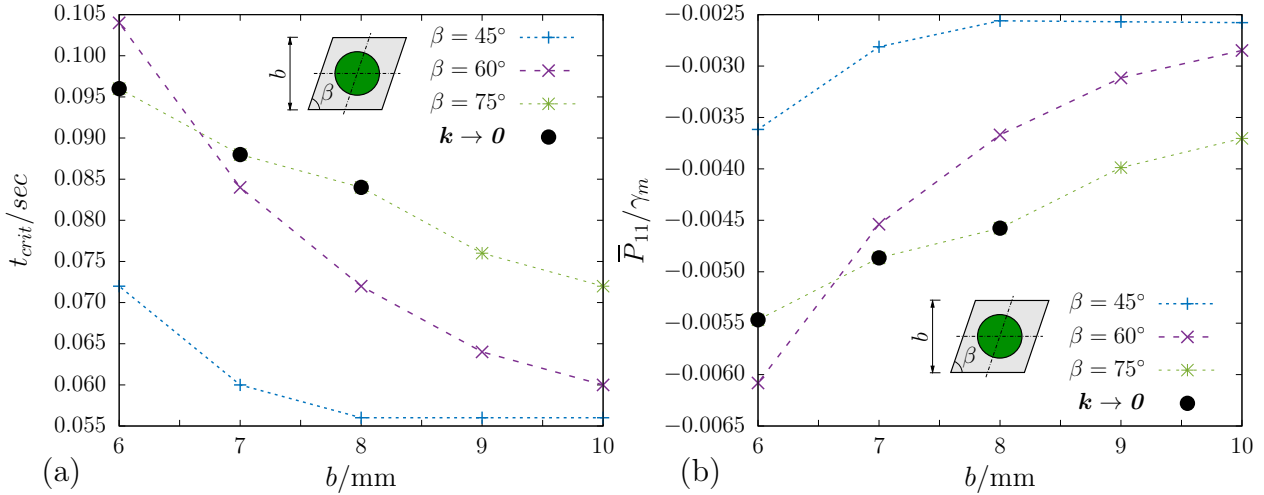 0.105
0.100
0.095
0.090
0.085
0.080
0.075
0.070
0.065
0.060
0.055
t_crit/sec
6 7 8 9 10
b/mm
(a)
b
β
β = 45°
β = 60°
β = 75°
k → 0
−0.0025
−0.0030
−0.0035
−0.0040
−0.0045
−0.0050
−0.0055
−0.0060
−0.0065
P̅_11/γ_m
6 7 8 9 10
b/mm
(b)
b
β
β = 45°
β = 60°
β = 75°
k → 0